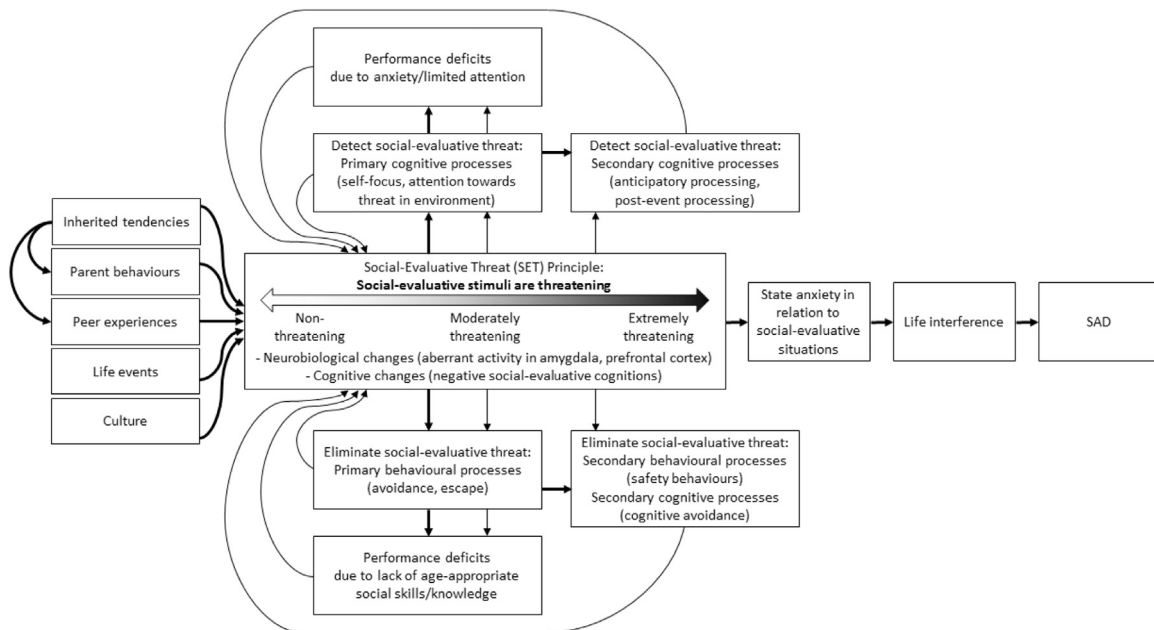 Performance deficits
due to anxiety/limited attention
Detect social-evaluative threat:
Primary cognitive processes
(self-focus, attention towards
threat in environment)
Detect social-evaluative threat:
Secondary cognitive processes
(anticipatory processing,
post-event processing)
Inherited tendencies
Parent behaviours
Peer experiences
Life events
Culture
Social-Evaluative Threat (SET) Principle:
Social-evaluative stimuli are threatening
Non-
threatening
Moderately
threatening
Extremely
threatening
- Neurobiological changes (aberrant activity in amygdala, prefrontal cortex)
- Cognitive changes (negative social-evaluative cognitions)
State anxiety in
relation to
social-evaluative
situations
Life interference
SAD
Eliminate social-evaluative threat:
Primary behavioural processes
(avoidance, escape)
Eliminate social-evaluative threat:
Secondary behavioural processes
(safety behaviours)
Secondary cognitive processes
(cognitive avoidance)
Performance deficits
due to lack of age-appropriate
social skills/knowledge